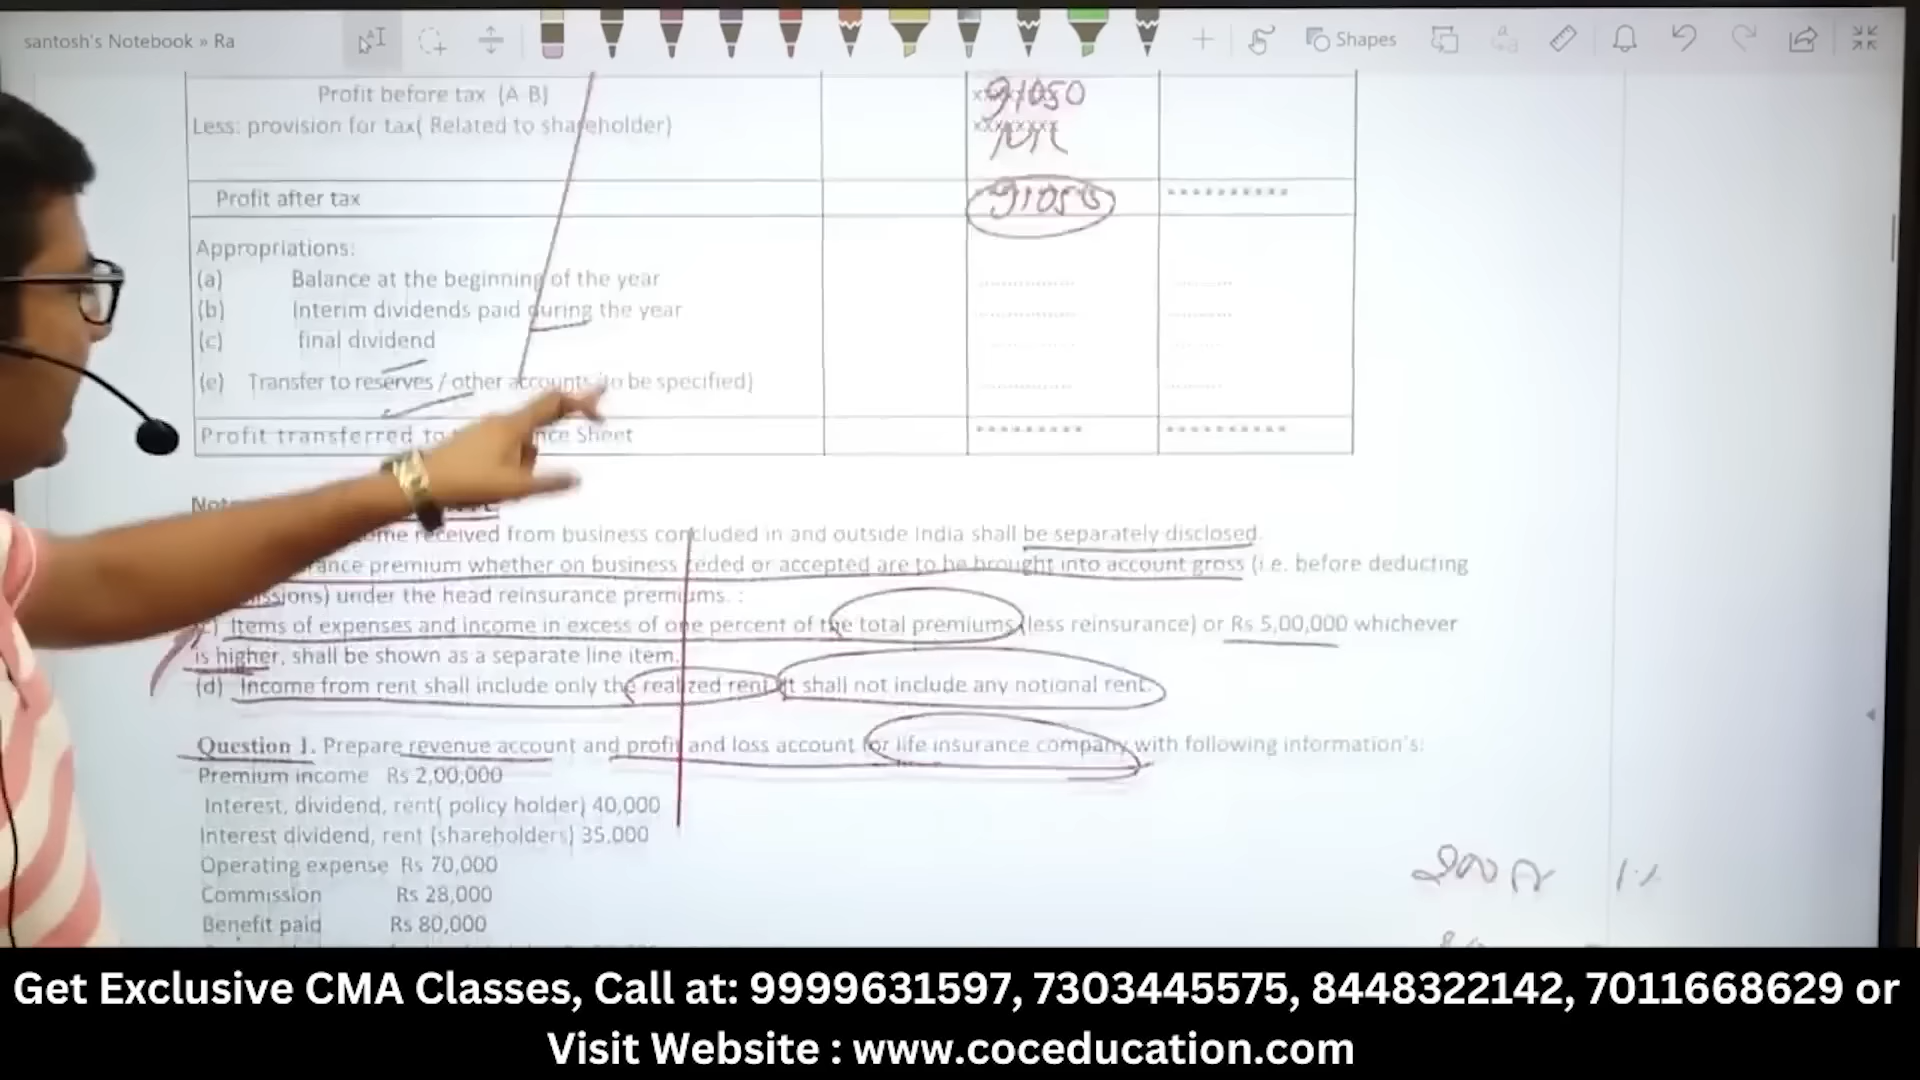 santosh's Notebook » Ra
Shapes
Profit before tax (A-B) 91050
Less: provision for tax( Related to shareholder)
Profit after tax 91050
Appropriations:
(a) Balance at the beginning of the year
(b) Interim dividends paid during the year
(c) final dividend
(e) Transfer to reserves / other accounts to be specified)
Profit transferred to Sheet
received from business concluded in and outside India shall be separately disclosed.
premium whether on business ceded or accepted are to be brought into account gross (i.e. before deducting
under the head reinsurance premiums. :
Items of expenses and income in excess of one percent of the total premiums (less reinsurance) or Rs 5,00,000 whichever
is higher, shall be shown as a separate line item.
(d) Income from rent shall include only the realized rent. It shall not include any notional rent.
Question 1. Prepare revenue account and profit and loss account for life insurance company with following information's:
Premium income Rs 2,00,000
Interest, dividend, rent( policy holder) 40,000
Interest dividend, rent (shareholders) 35,000
Operating expense Rs 70,000
Commission Rs 28,000
Benefit paid Rs 80,000
Get Exclusive CMA Classes, Call at: 9999631597, 7303445575, 8448322142, 7011668629 or
Visit Website : www.coceducation.com